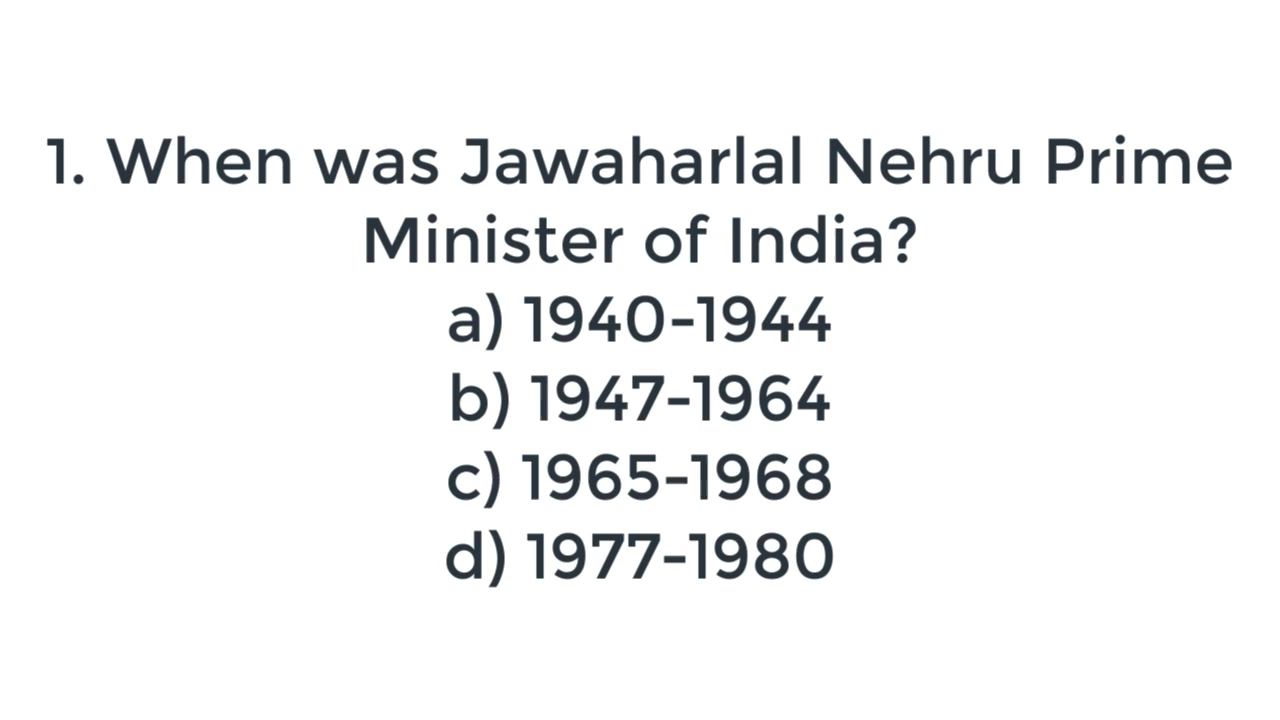 1. When was Jawaharlal Nehru Prime
Minister of India?
a) 1940-1944
b) 1947-1964
c) 1965-1968
d) 1977-1980